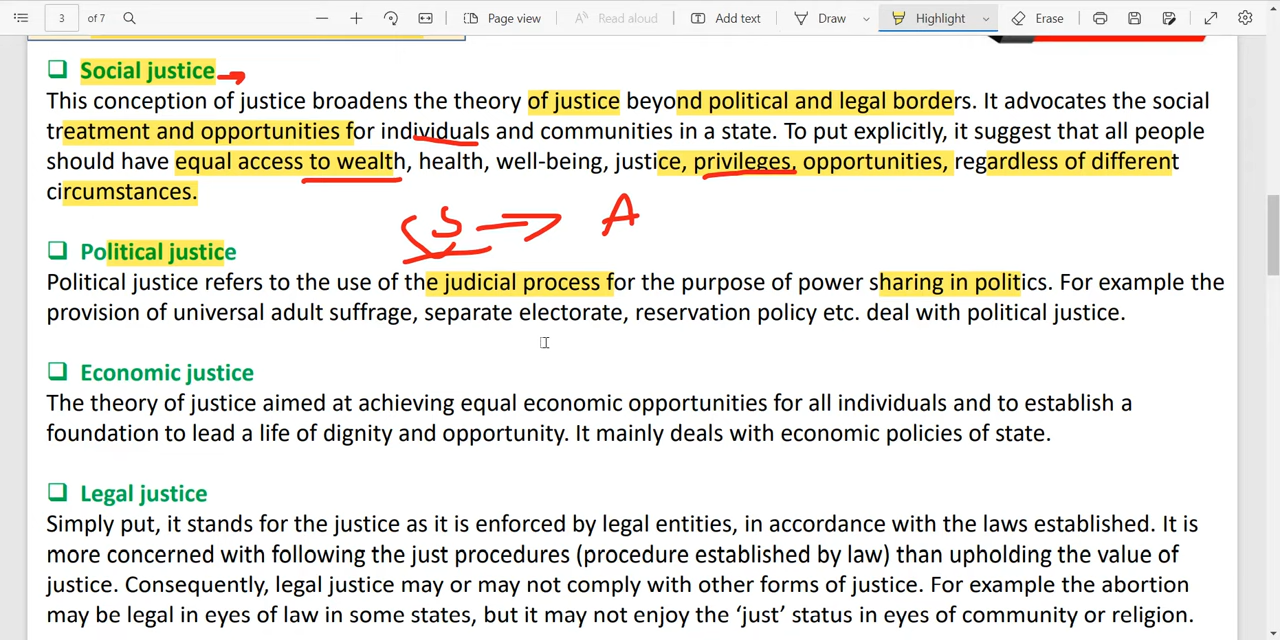 3 of 7 Page view Read aloud Add text Draw Highlight Erase
Social justice
This conception of justice broadens the theory of justice beyond political and legal borders. It advocates the social
treatment and opportunities for individuals and communities in a state. To put explicitly, it suggest that all people
should have equal access to wealth, health, well-being, justice, privileges, opportunities, regardless of different
circumstances.
S A
Political justice
Political justice refers to the use of the judicial process for the purpose of power sharing in politics. For example the
provision of universal adult suffrage, separate electorate, reservation policy etc. deal with political justice.
Economic justice
The theory of justice aimed at achieving equal economic opportunities for all individuals and to establish a
foundation to lead a life of dignity and opportunity. It mainly deals with economic policies of state.
Legal justice
Simply put, it stands for the justice as it is enforced by legal entities, in accordance with the laws established. It is
more concerned with following the just procedures (procedure established by law) than upholding the value of
justice. Consequently, legal justice may or may not comply with other forms of justice. For example the abortion
may be legal in eyes of law in some states, but it may not enjoy the ‘just’ status in eyes of community or religion.